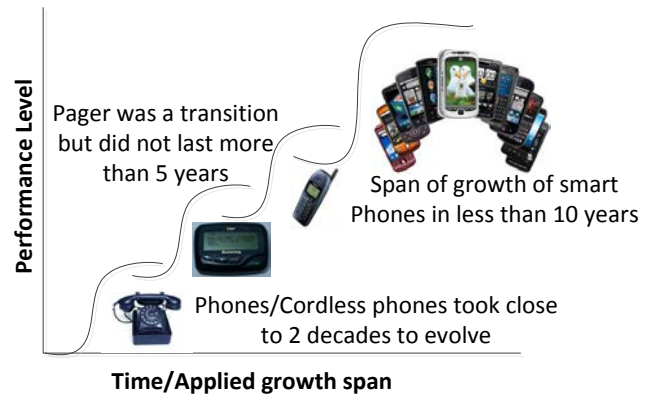 Performance Level
Pager was a transition
but did not last more
than 5 years
Span of growth of smart
Phones in less than 10 years
Phones/Cordless phones took close
to 2 decades to evolve
Time/Applied growth span